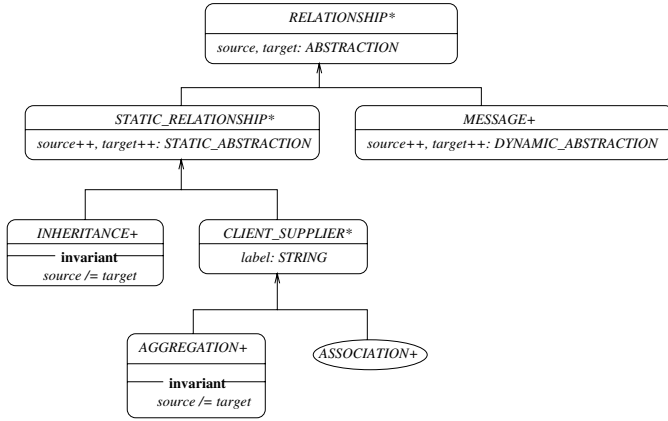 RELATIONSHIP*
source, target: ABSTRACTION
STATIC_RELATIONSHIP*
source++, target++: STATIC_ABSTRACTION
MESSAGE+
source++, target++: DYNAMIC_ABSTRACTION
INHERITANCE+
invariant
source /= target
CLIENT_SUPPLIER*
label: STRING
AGGREGATION+
invariant
source /= target
ASSOCIATION+